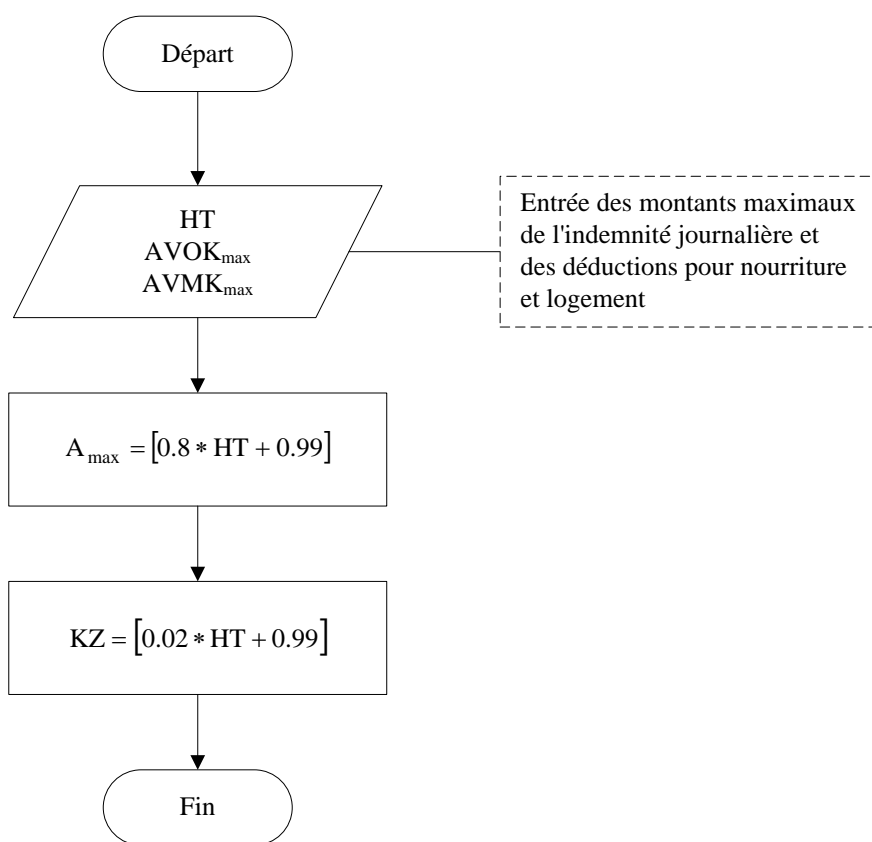 Départ
HT
AVOKmax
AVMKmax
Entrée des montants maximaux
de l'indemnité journalière et
des déductions pour nourriture
et logement
A max = [0.8 * HT + 0.99]
KZ = [0.02 * HT + 0.99]
Fin